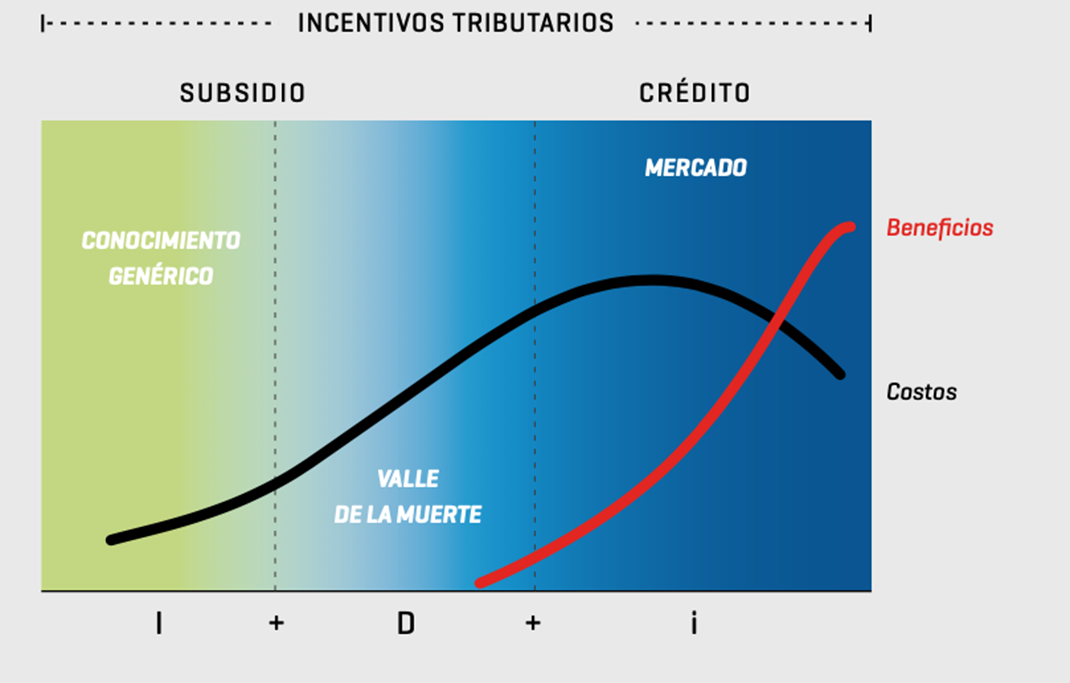 INCENTIVOS TRIBUTARIOS
SUBSIDIO
CRÉDITO
MERCADO
CONOCIMIENTO
GENÉRICO
Beneficios
Costos
VALLE
DE LA MUERTE
I + D + i